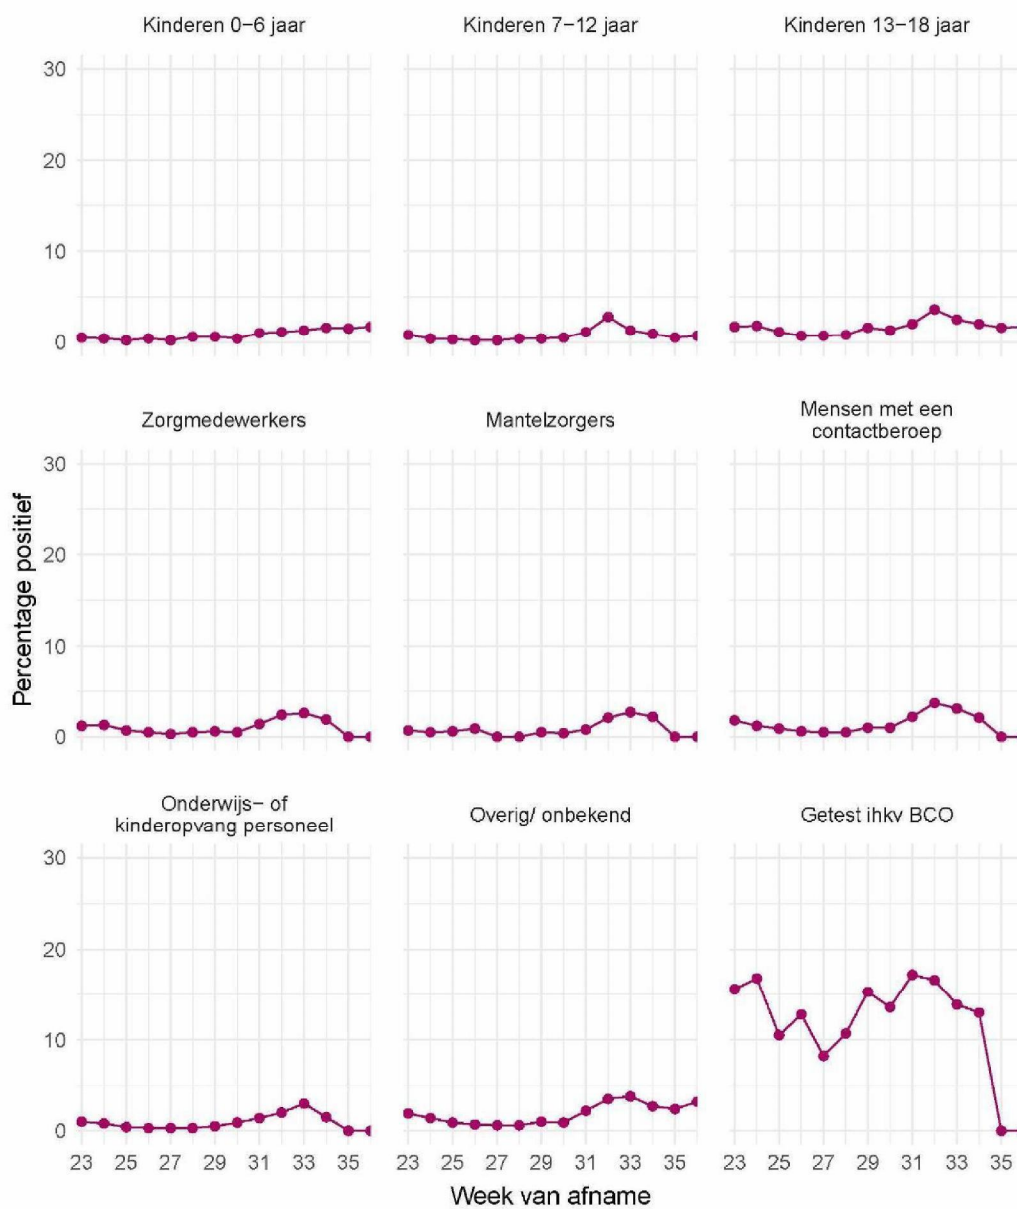 Kinderen 0−6 jaar
Kinderen 7−12 jaar
Kinderen 13−18 jaar
30
20
10
0
Zorgmedewerkers
Mantelzorgers
Mensen met een
contactberoep
30
20
10
0
Percentage positief
Onderwijs− of
kinderopvang personeel
Overig/ onbekend
Getest ihkv BCO
30
20
10
0
23 25 27 29 31 33 35
23 25 27 29 31 33 35
23 25 27 29 31 33 35
Week van afname